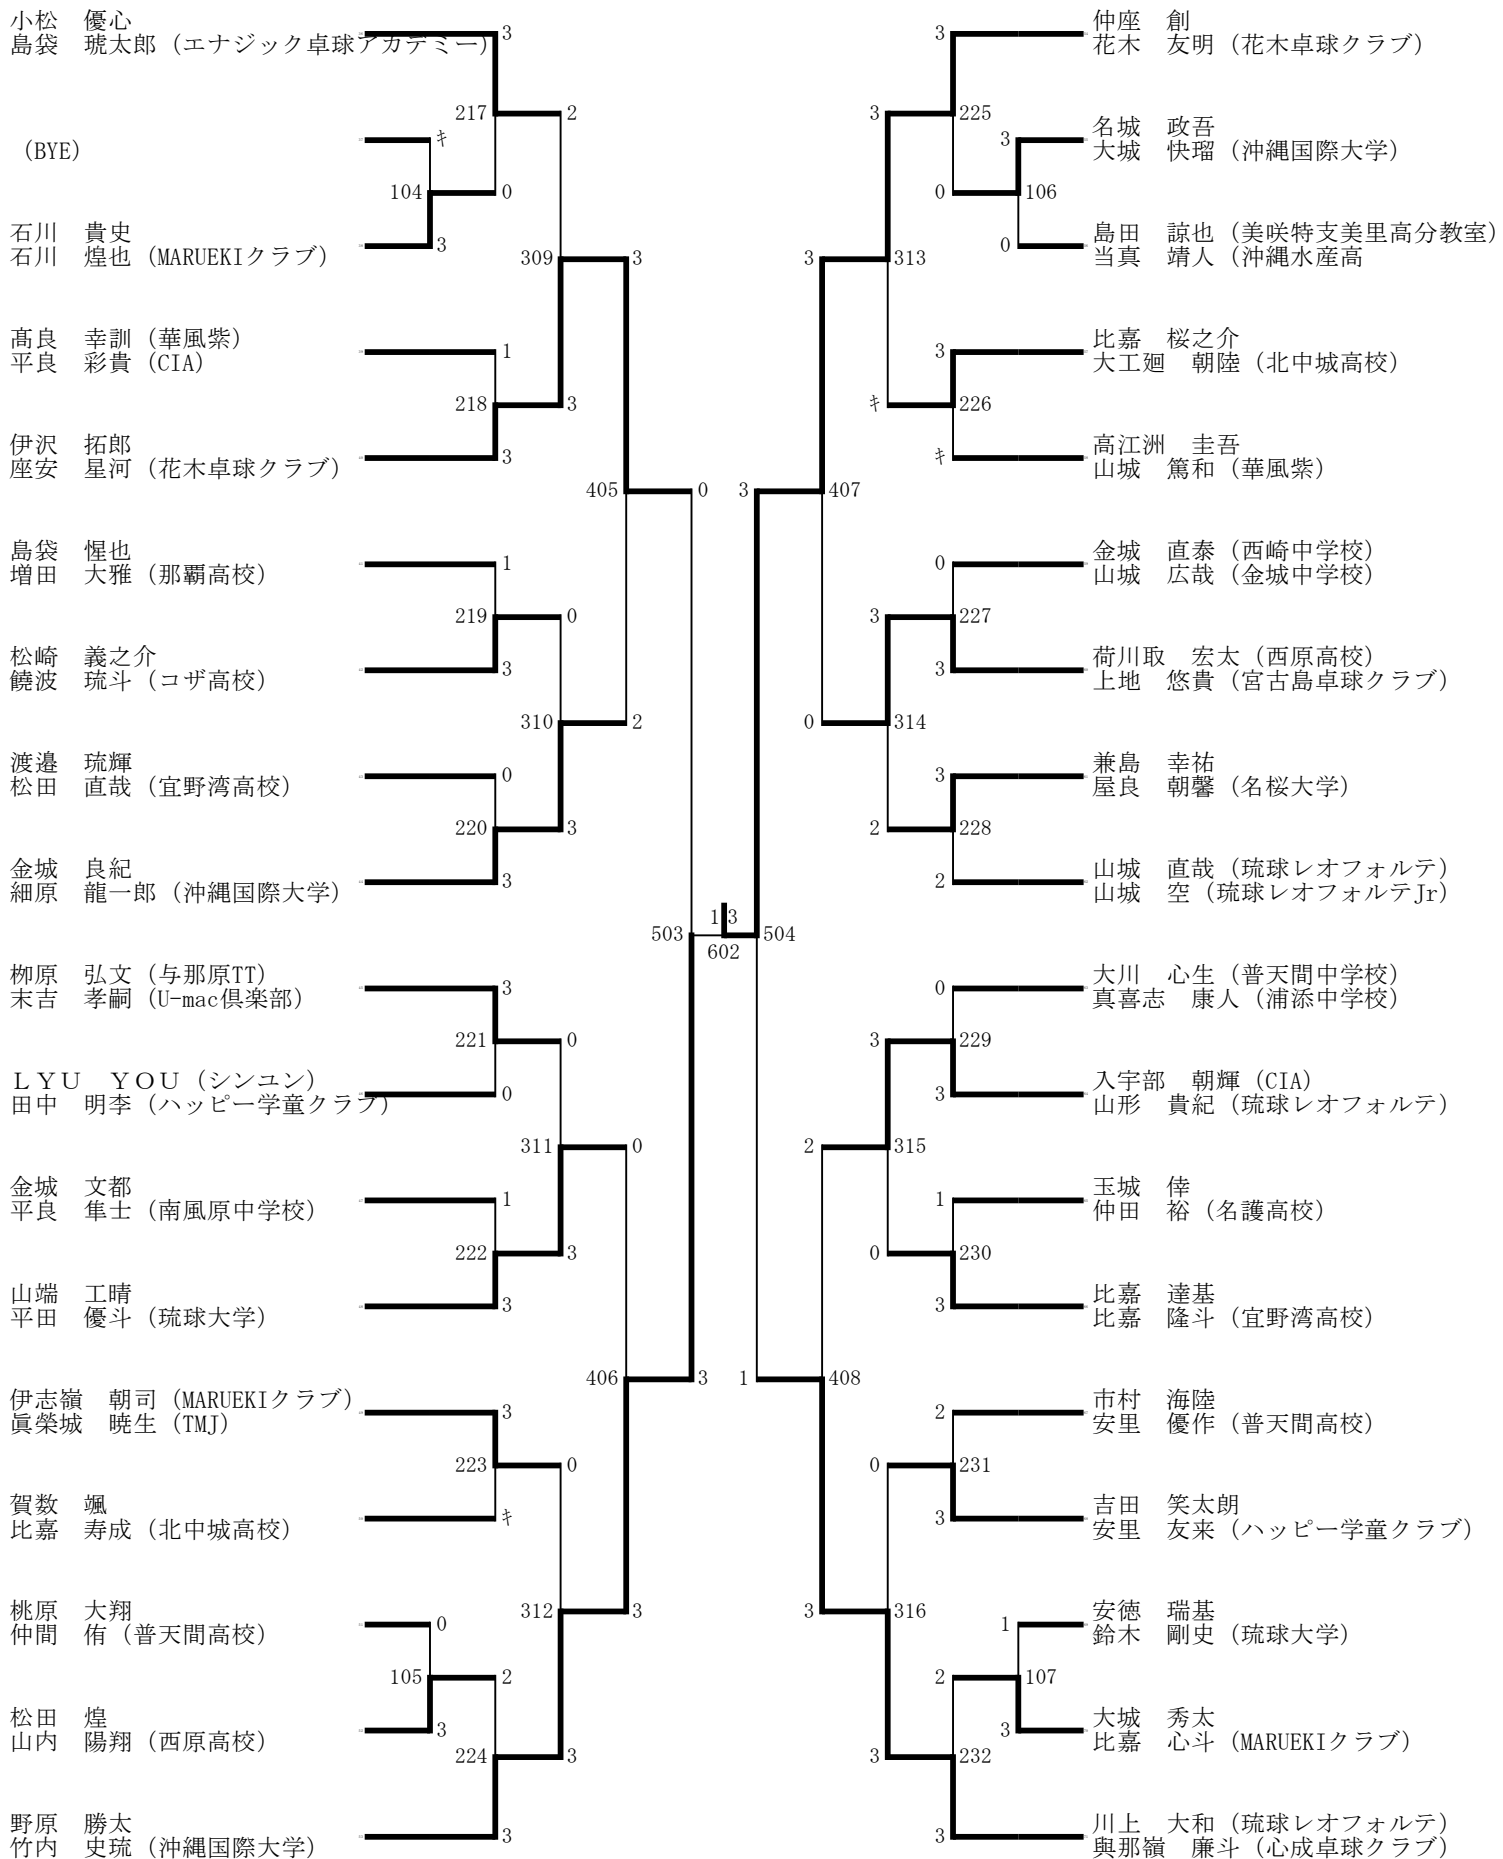 小松　優心
島袋　琥太郎（エナジック卓球アカデミー）
3
217
2
（BYE）
ｷ
104
0
石川　貴史
石川　煌也（MARUEKIクラブ）
3
309
3
髙良　幸訓（華風紫）
平良　彩貴（CIA）
1
218
3
伊沢　拓郎
座安　星河（花木卓球クラブ）
3
405
0
島袋　惺也
増田　大雅（那覇高校）
1
219
0
松崎　義之介
饒波　琉斗（コザ高校）
3
310
2
渡邉　琉輝
松田　直哉（宜野湾高校）
0
220
3
金城　良紀
細原　龍一郎（沖縄国際大学）
3
503
1
3
602
504
栁原　弘文（与那原TT）
末吉　孝嗣（U-mac倶楽部）
3
221
0
ＬＹＵ　ＹＯＵ（シンユン）
田中　明李（ハッピー学童クラブ）
0
311
0
金城　文都
平良　隼士（南風原中学校）
1
222
3
山端　工晴
平田　優斗（琉球大学）
3
406
3
伊志嶺　朝司（MARUEKIクラブ）
眞榮城　暁生（TMJ）
3
223
0
賀数　颯
比嘉　寿成（北中城高校）
ｷ
312
3
桃原　大翔
仲間　侑（普天間高校）
0
105
2
松田　煌
山内　陽翔（西原高校）
3
224
3
野原　勝太
竹内　史琉（沖縄国際大学）
3
仲座　創
花木　友明（花木卓球クラブ）
3
3
225
名城　政吾
大城　快瑠（沖縄国際大学）
3
0
106
島田　諒也（美咲特支美里高分教室）
当真　靖人（沖縄水産高
0
3
313
比嘉　桜之介
大工廻　朝陸（北中城高校）
3
ｷ
226
高江洲　圭吾
山城　篤和（華風紫）
ｷ
3
407
金城　直泰（西崎中学校）
山城　広哉（金城中学校）
0
3
227
荷川取　宏太（西原高校）
上地　悠貴（宮古島卓球クラブ）
3
0
314
兼島　幸祐
屋良　朝馨（名桜大学）
3
2
228
山城　直哉（琉球レオフォルテ）
山城　空（琉球レオフォルテJr）
2
大川　心生（普天間中学校）
真喜志　康人（浦添中学校）
0
3
229
入宇部　朝輝（CIA）
山形　貴紀（琉球レオフォルテ）
3
2
315
玉城　倖
仲田　裕（名護高校）
1
0
230
比嘉　達基
比嘉　隆斗（宜野湾高校）
3
1
408
市村　海陸
安里　優作（普天間高校）
2
0
231
吉田　笑太朗
安里　友来（ハッピー学童クラブ）
3
3
316
安徳　瑞基
鈴木　剛史（琉球大学）
1
2
107
大城　秀太
比嘉　心斗（MARUEKIクラブ）
3
3
232
川上　大和（琉球レオフォルテ）
與那嶺　廉斗（心成卓球クラブ）
3